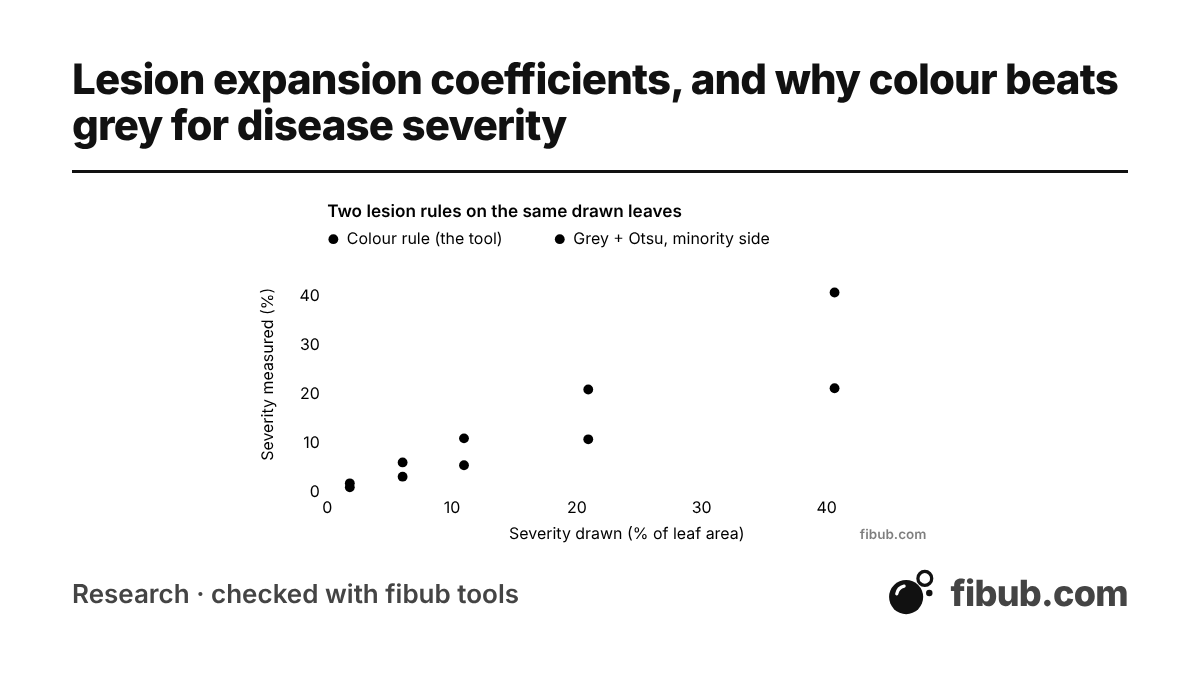 Lesion expansion coefficients, and why colour beats
grey for disease severity
Two lesion rules on the same drawn leaves
Colour rule (the tool)
Grey + Otsu, minority side
Severity measured (%)
40
30
20
10
0
0
10
20
30
40
Severity drawn (% of leaf area)
fibub.com
Research · checked with fibub tools
fibub.com